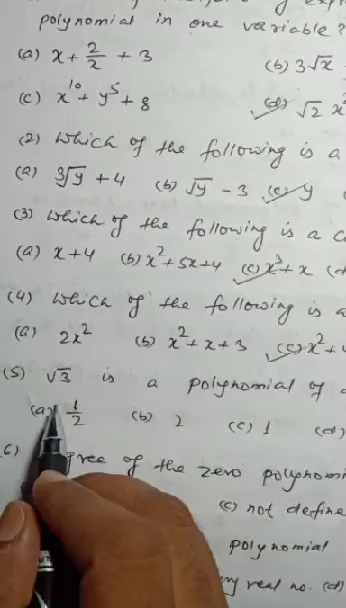 polynomial in one variable?
(a) x + 2/2 + 3 (b) 3√x
(c) x¹⁰ + y⁵ + 8 (d) √2 x
(2) Which of the following is a
(a) ³√y + 4 (b) √y - 3 (c) y
(3) Which of the following is a
(a) x + 4 (b) x² + 5x + 4 (c) x³ + x (d
(4) Which of the following is a
(a) 2x² (b) x² + x + 3 (c) x² +
(5) √3 is a polynomial of
(a) 1/2 (b) 2 (c) 1 (d)
6) gree of the zero polynomi
(c) not define
polynomial
real no. (d)